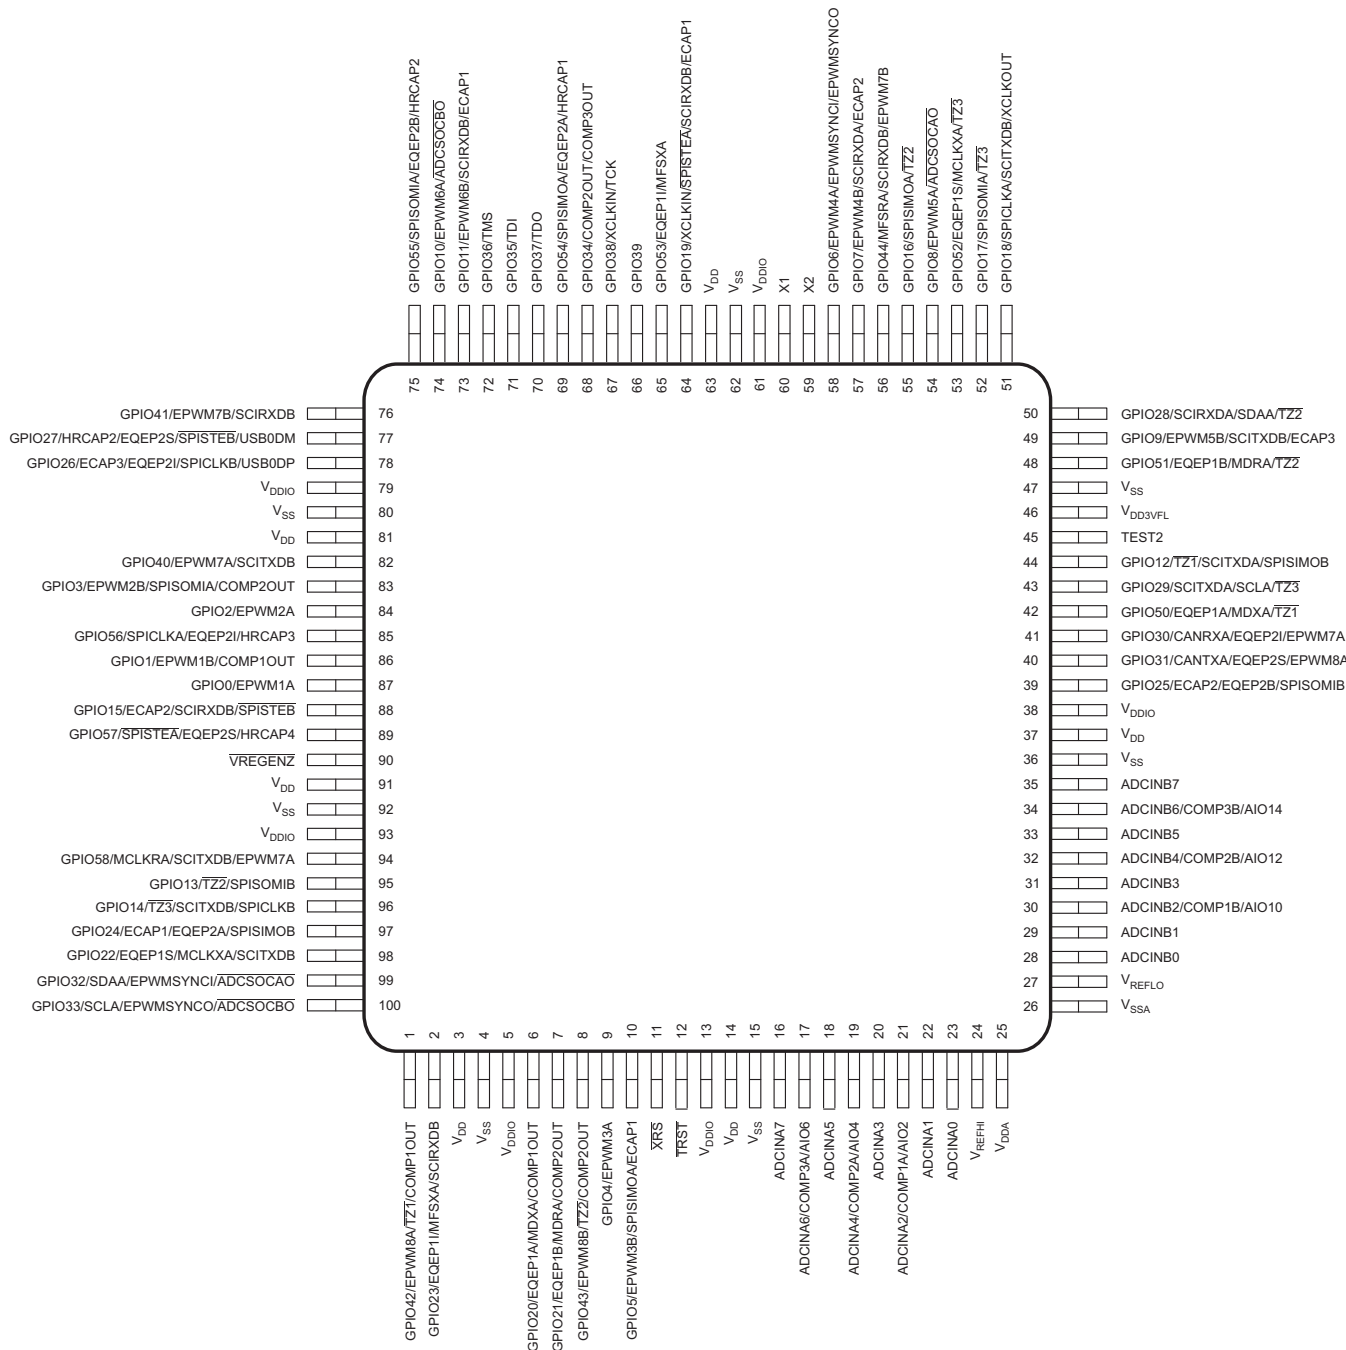 GPIO55/SPISOMIA/EQEP2B/HRCAP2
GPIO10/EPWM6A/ADCSOCBO
GPIO11/EPWM6B/SCIRXDB/ECAP1
GPIO36/TMS
GPIO35/TDI
GPIO37/TDO
GPIO54/SPISIMOA/EQEP2A/HRCAP1
GPIO34/COMP2OUT/COMP3OUT
GPIO38/XCLKIN/TCK
GPIO39
GPIO53/EQEP1I/MFSXA
GPIO19/XCLKIN/SPISTEA/SCIRXDB/ECAP1
VDD
VSS
VDDIO
X1
X2
GPIO6/EPWM4A/EPWMSYNCI/EPWMSYNCO
GPIO7/EPWM4B/SCIRXDA/ECAP2
GPIO44/MFSRA/SCIRXDB/EPWM7B
GPIO16/SPISIMOA/TZ2
GPIO8/EPWM5A/ADCSOCAO
GPIO52/EQEP1S/MCLKXA/TZ3
GPIO17/SPISOMIA/TZ3
GPIO18/SPICLKA/SCITXDB/XCLKOUT
75 74 73 72 71 70 69 68 67 66 65 64 63 62 61 60 59 58 57 56 55 54 53 52 51
GPIO41/EPWM7B/SCIRXDB 76
GPIO27/HRCAP2/EQEP2S/SPISTEB/USB0DM 77
GPIO26/ECAP3/EQEP2I/SPICLKB/USB0DP 78
VDDIO 79
VSS 80
VDD 81
GPIO40/EPWM7A/SCITXDB 82
GPIO3/EPWM2B/SPISOMIA/COMP2OUT 83
GPIO2/EPWM2A 84
GPIO56/SPICLKA/EQEP2I/HRCAP3 85
GPIO1/EPWM1B/COMP1OUT 86
GPIO0/EPWM1A 87
GPIO15/ECAP2/SCIRXDB/SPISTEB 88
GPIO57/SPISTEA/EQEP2S/HRCAP4 89
VREGENZ 90
VDD 91
VSS 92
VDDIO 93
GPIO58/MCLKRA/SCITXDB/EPWM7A 94
GPIO13/TZ2/SPISOMIB 95
GPIO14/TZ3/SCITXDB/SPICLKB 96
GPIO24/ECAP1/EQEP2A/SPISIMOB 97
GPIO22/EQEP1S/MCLKXA/SCITXDB 98
GPIO32/SDAA/EPWMSYNCI/ADCSOCAO 99
GPIO33/SCLA/EPWMSYNCO/ADCSOCBO 100
50 GPIO28/SCIRXDA/SDAA/TZ2
49 GPIO9/EPWM5B/SCITXDB/ECAP3
48 GPIO51/EQEP1B/MDRA/TZ2
47 VSS
46 VDD3VFL
45 TEST2
44 GPIO12/TZ1/SCITXDA/SPISIMOB
43 GPIO29/SCITXDA/SCLA/TZ3
42 GPIO50/EQEP1A/MDXA/TZ1
41 GPIO30/CANRXA/EQEP2I/EPWM7A
40 GPIO31/CANTXA/EQEP2S/EPWM8A
39 GPIO25/ECAP2/EQEP2B/SPISOMIB
38 VDDIO
37 VDD
36 VSS
35 ADCINB7
34 ADCINB6/COMP3B/AIO14
33 ADCINB5
32 ADCINB4/COMP2B/AIO12
31 ADCINB3
30 ADCINB2/COMP1B/AIO10
29 ADCINB1
28 ADCINB0
27 VREFLO
26 VSSA
1 2 3 4 5 6 7 8 9 10 11 12 13 14 15 16 17 18 19 20 21 22 23 24 25
GPIO42/EPWM8A/TZ1/COMP1OUT
GPIO23/EQEP1I/MFSXA/SCIRXDB
VDD
VSS
VDDIO
GPIO20/EQEP1A/MDXA/COMP1OUT
GPIO21/EQEP1B/MDRA/COMP2OUT
GPIO43/EPWM8B/TZ2/COMP2OUT
GPIO4/EPWM3A
GPIO5/EPWM3B/SPISIMOA/ECAP1
XRS
TRST
VDDIO
VDD
VSS
ADCINA7
ADCINA6/COMP3A/AIO6
ADCINA5
ADCINA4/COMP2A/AIO4
ADCINA3
ADCINA2/COMP1A/AIO2
ADCINA1
ADCINA0
VREFHI
VDDA